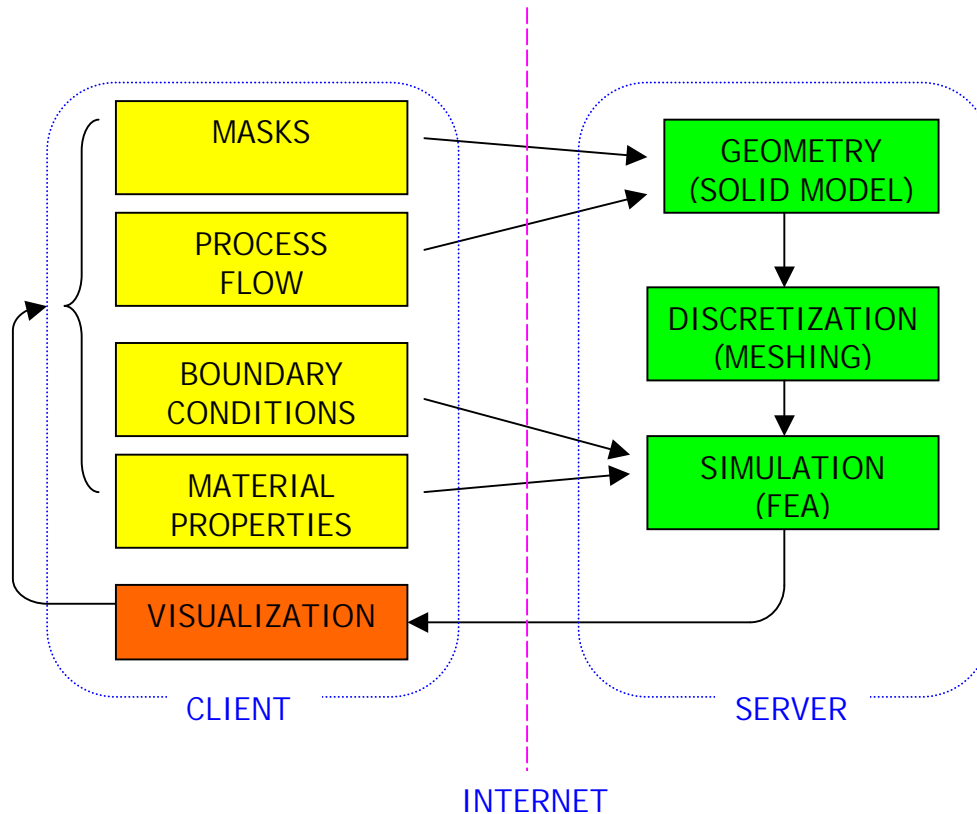 MASKS
PROCESS
FLOW
BOUNDARY
CONDITIONS
MATERIAL
PROPERTIES
VISUALIZATION
CLIENT
GEOMETRY
(SOLID MODEL)
DISCRETIZATION
(MESHING)
SIMULATION
(FEA)
SERVER
INTERNET